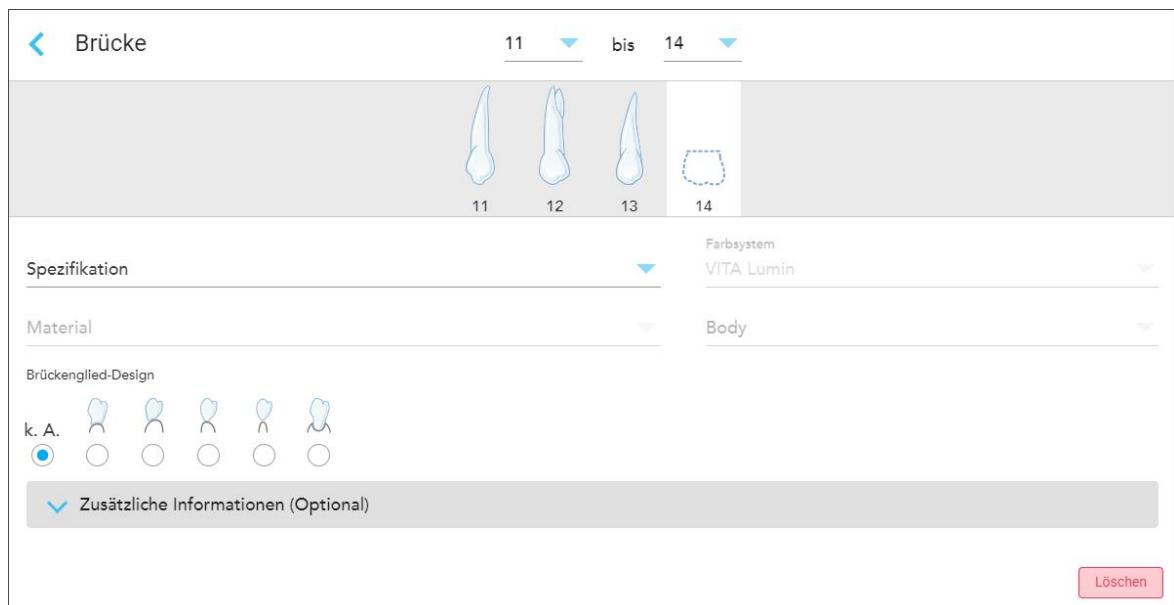 Brücke 11 bis 14
11 12 13 14
Spezifikation
Farbsystem
VITA Lumin
Material
Body
Brückenglied-Design
k. A.
Zusätzliche Informationen (Optional)
Löschen